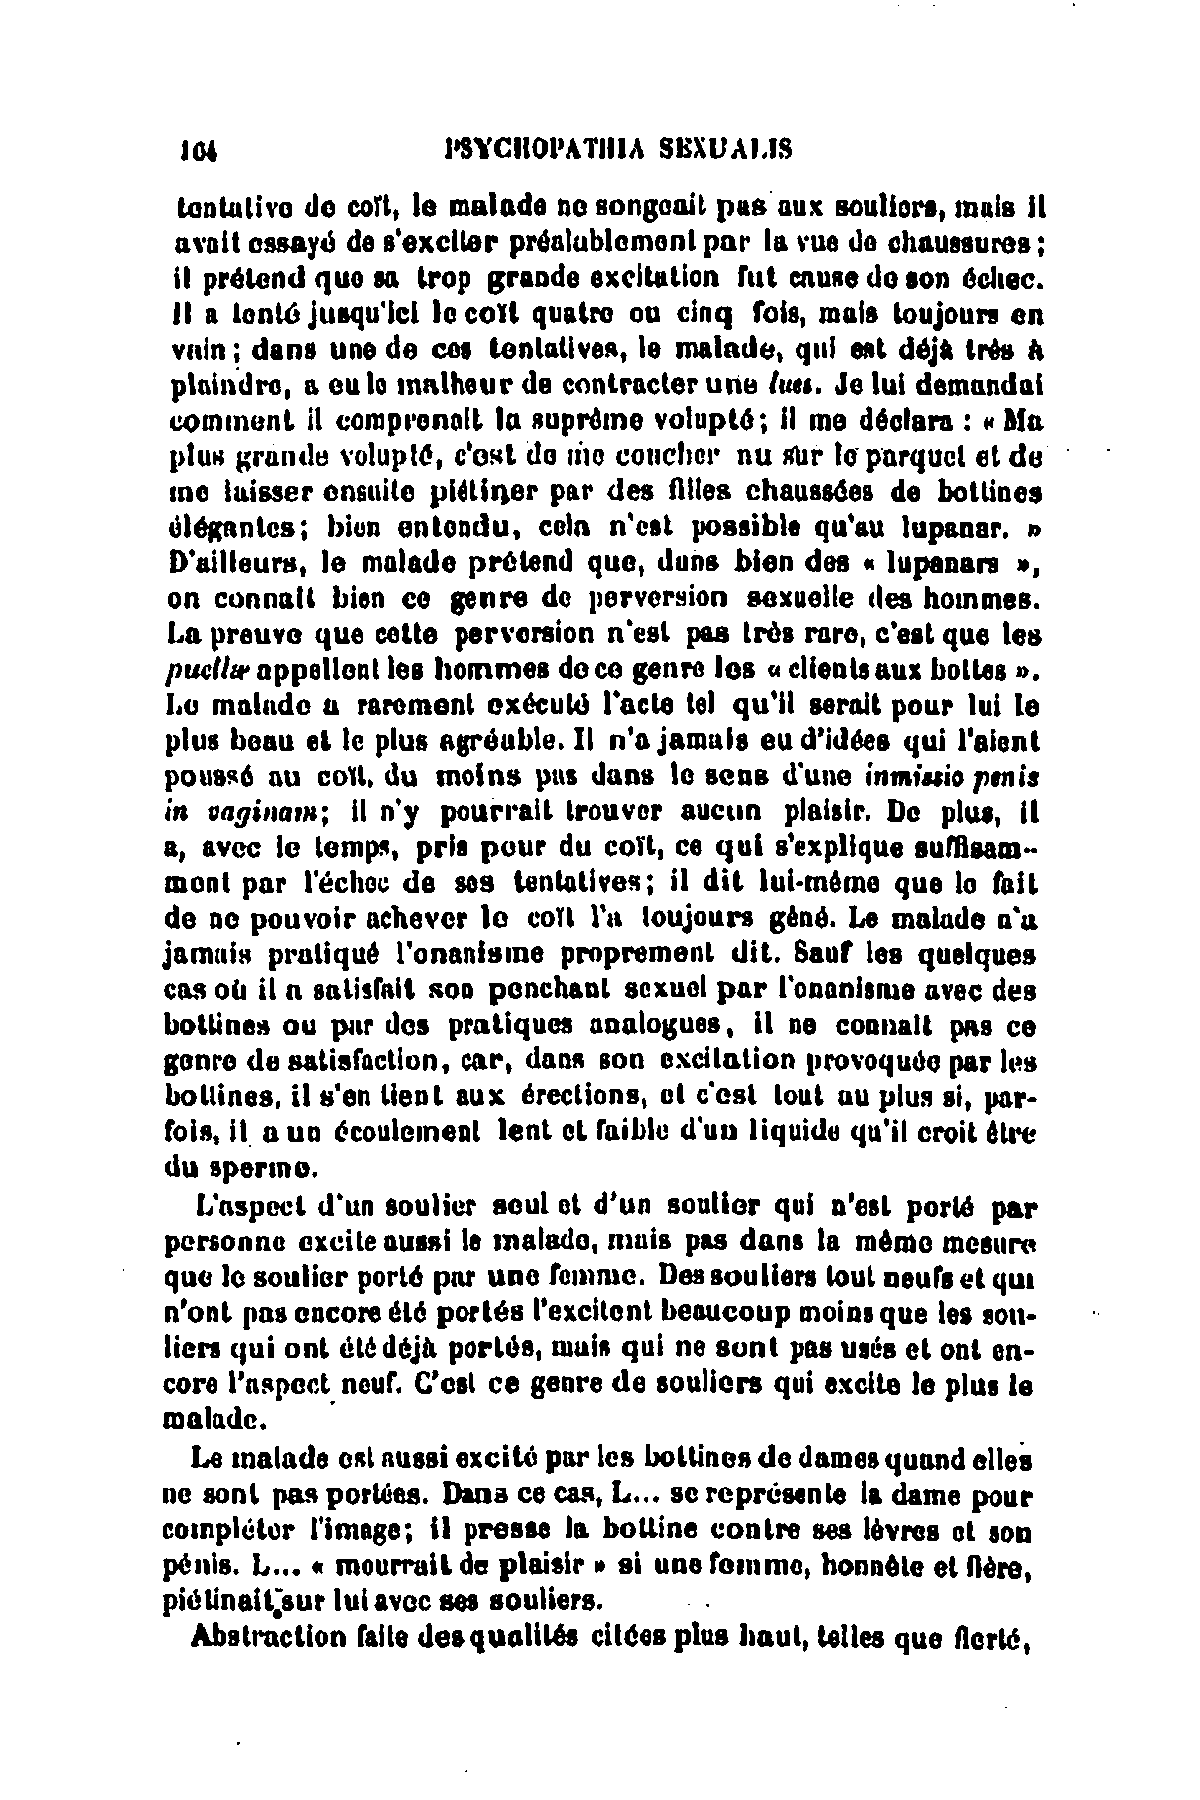 164 PSYCHOPATHIA SEXUALIS
tentative de coït, le malade ne songeait pas aux souliers, mais il
avait essayé de s'exciter préalablement par la vue de chaussures;
il prétend que sa trop grande excitation fut cause de son échec.
Il a tenté jusqu'ici le coït quatre ou cinq fois, mais toujours en
vain; dans une de ces tentatives, le malade, qui est déjà très à
plaindre, a eu le malheur de contracter une lues. Je lui demandai
comment il comprenait la suprême volupté; il me déclara : « Ma
plus grande volupté, c'est de me coucher nu sur le parquet et de
me laisser ensuite piétiner par des filles chaussées de bottines
élégantes; bien entendu, cela n'est possible qu'au lupanar. »
D'ailleurs, le malade prétend que, dans bien des « lupanars »,
on connaît bien ce genre de perversion sexuelle des hommes.
La preuve que cette perversion n'est pas très rare, c'est que les
puellæ appellent les hommes de ce genre les « clients aux bottes ».
Le malade a rarement exécuté l'acte tel qu'il serait pour lui le
plus beau et le plus agréable. Il n'a jamais eu d'idées qui l'aient
poussé au coït, du moins pas dans le sens d'une inmissio penis
in vaginam; il n'y pourrait trouver aucun plaisir. De plus, il
a, avec le temps, pris peur du coït, ce qui s'explique suffisam-
ment par l'échec de ses tentatives; il dit lui-même que le fait
de ne pouvoir achever le coït l'a toujours gêné. Le malade n'a
jamais pratiqué l'onanisme proprement dit. Sauf les quelques
cas où il a satisfait son penchant sexuel par l'onanisme avec des
bottines ou par des pratiques analogues, il ne connaît pas ce
genre de satisfaction, car, dans son excitation provoquée par les
bottines, il s'en tient aux érections, et c'est tout au plus si, par-
fois, il a un écoulement lent et faible d'un liquide qu'il croit être
du sperme.
L'aspect d'un soulier seul et d'un soulier qui n'est porté par
personne excite aussi le malade, mais pas dans la même mesure
que le soulier porté par une femme. Des souliers tout neufs et qui
n'ont pas encore été portés l'excitent beaucoup moins que les sou-
liers qui ont été déjà portés, mais qui ne sont pas usés et ont en-
core l'aspect neuf. C'est ce genre de souliers qui excite le plus le
malade.
Le malade est aussi excité par les bottines de dames quand elles
ne sont pas portées. Dans ce cas, L... se représente la dame pour
compléter l'image; il presse la bottine contre ses lèvres et son
pénis. L... « mourrait de plaisir » si une femme, honnête et fière,
piétinait sur lui avec ses souliers.
Abstraction faite des qualités citées plus haut, telles que fierté,